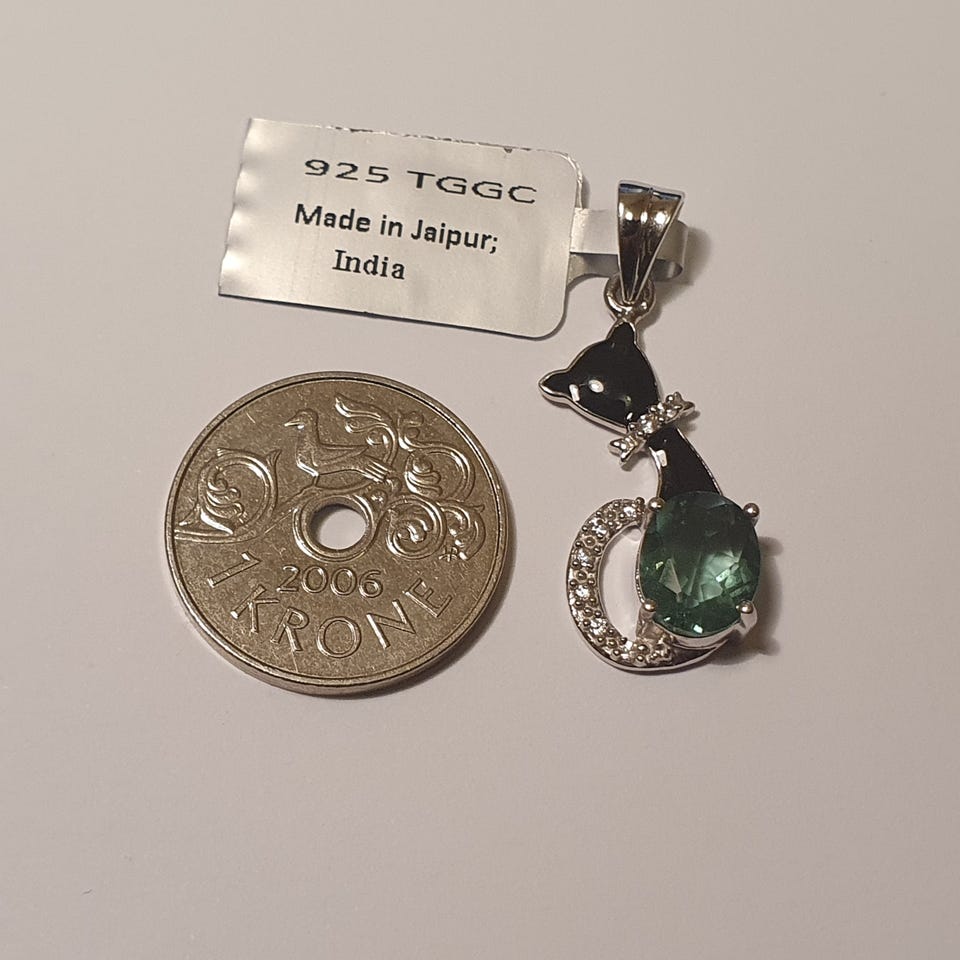 925 TGGC
Made in Jaipur;
India
2006
1 KRONE